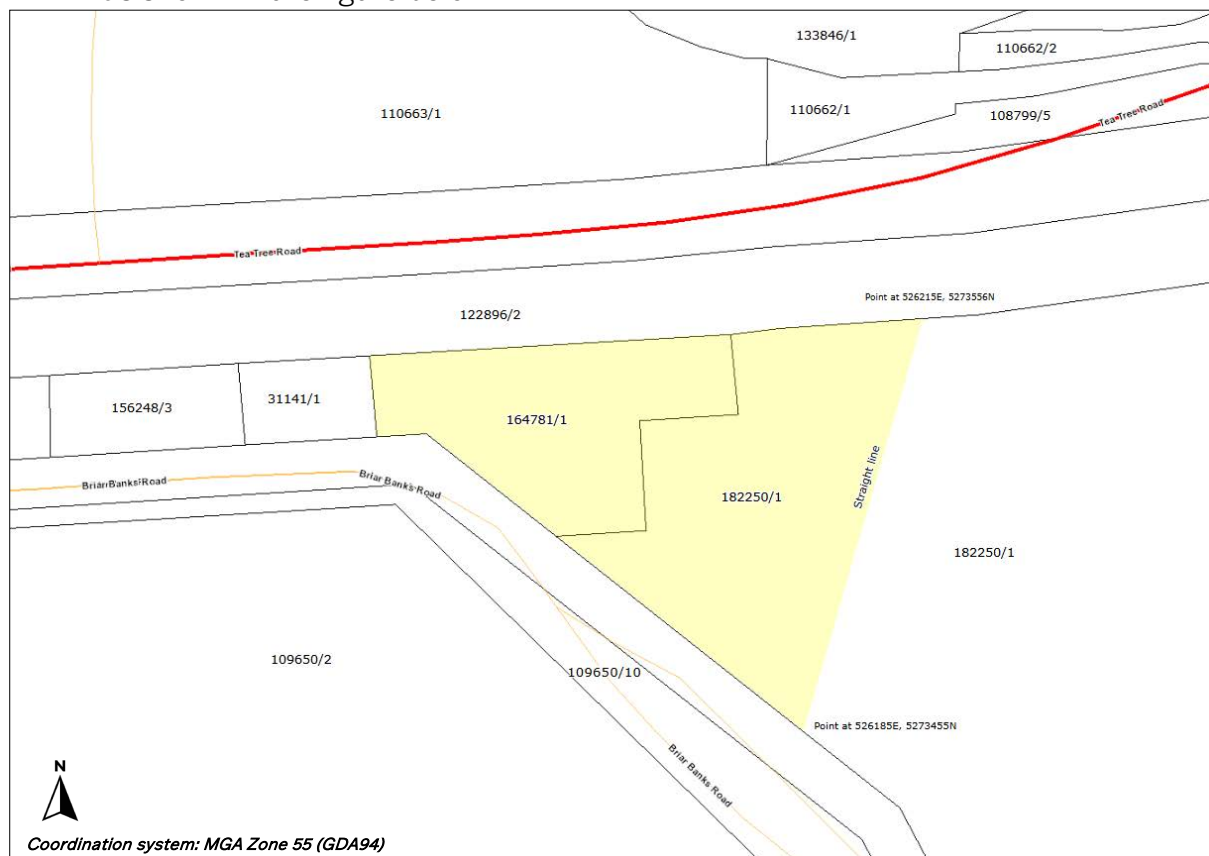 133846/1
110662/2
110663/1
110662/1
108799/5
Tea Tree Road
Tea Tree Road
Point at 526215E, 5273556N
122896/2
156248/3
31141/1
164781/1
Briar Banks Road
Briar Banks Road
182250/1
Straight line
182250/1
109650/2
109650/10
Point at 526185E, 5273455N
Briar Banks Road
N
Coordination system: MGA Zone 55 (GDA94)